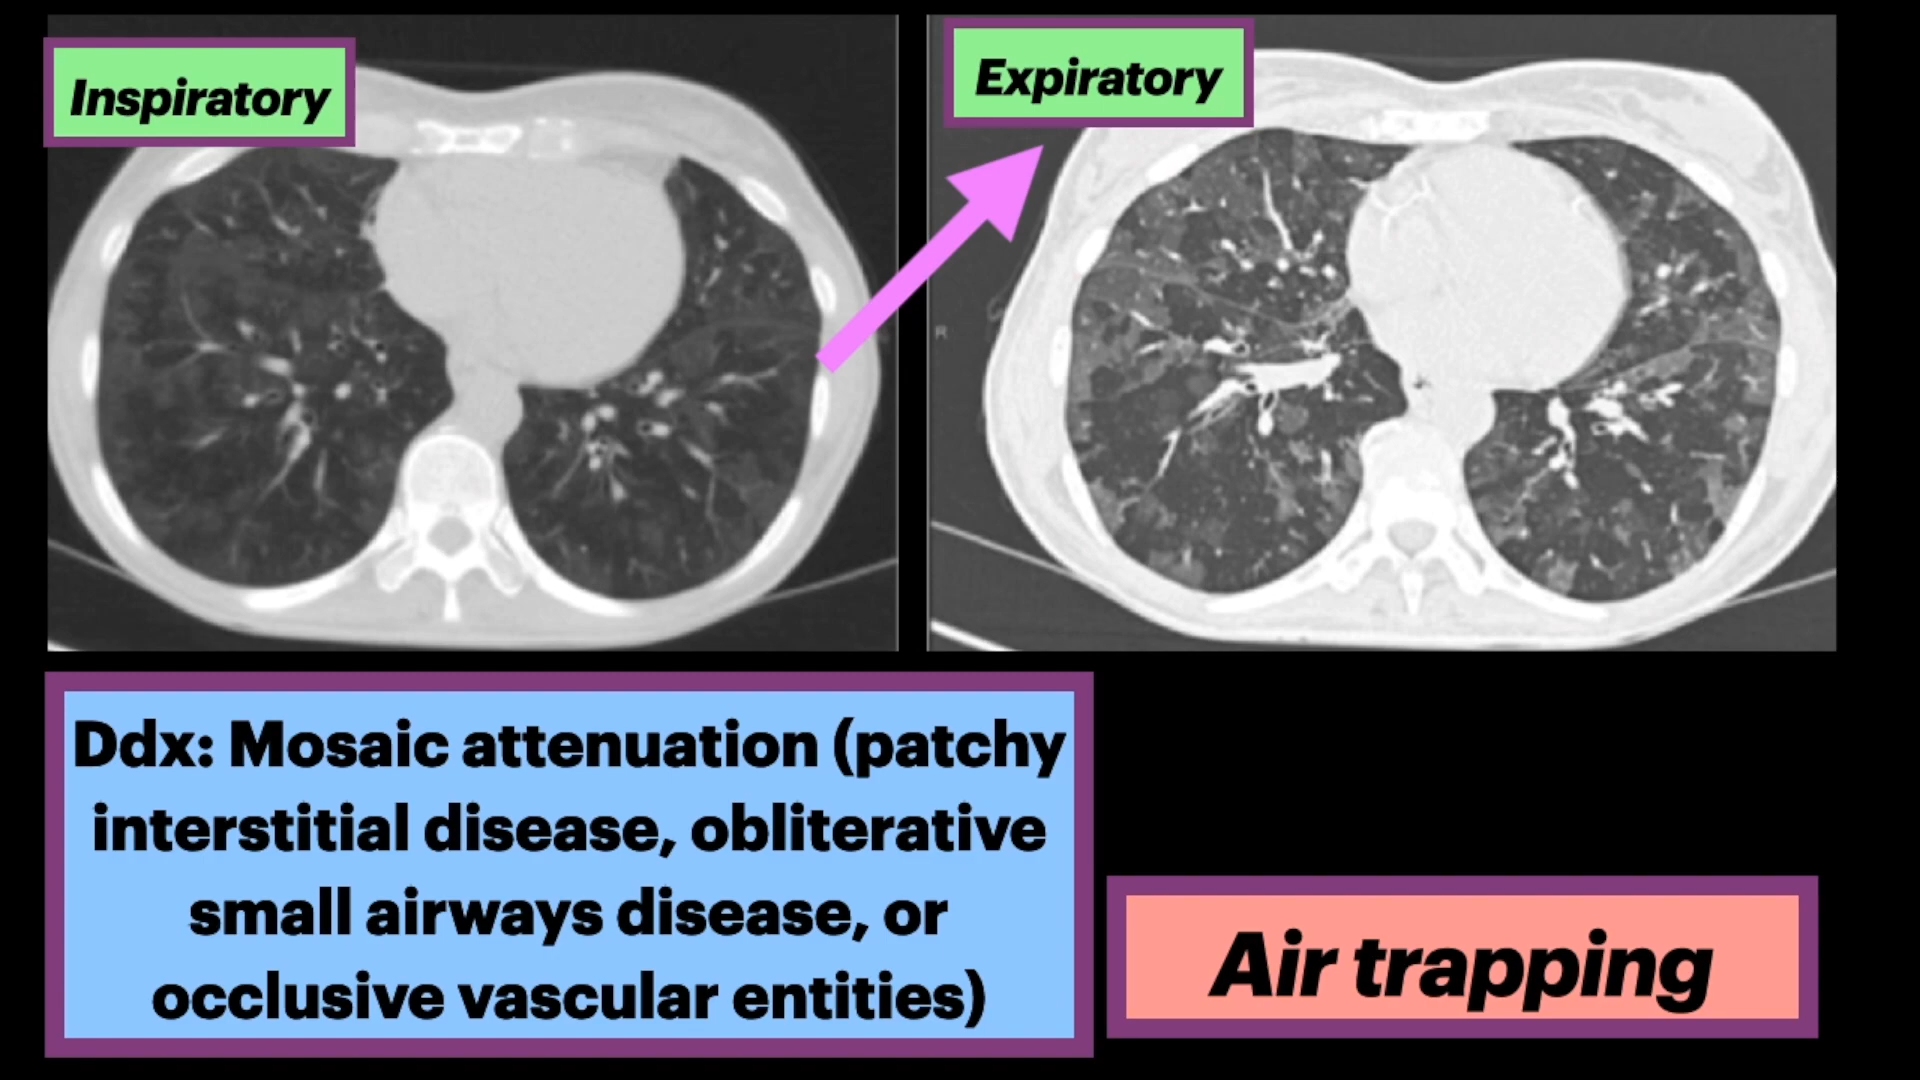 Inspiratory
Expiratory
R
Ddx: Mosaic attenuation (patchy
interstitial disease, obliterative
small airways disease, or
occlusive vascular entities)
Air trapping